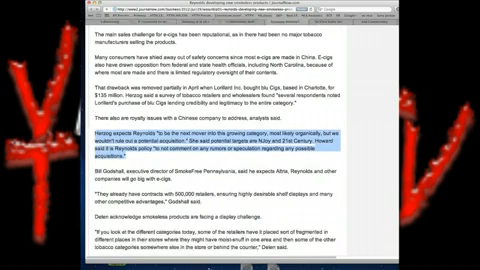 Reynolds developing new smokeless products | JournalNow.com
The main sales challenge for e-cigs has been reputational, as in there had been no major tobacco
manufacturers selling the products.
Many consumers have shied away out of safety concerns since most e-cigs are made in China. E-cigs
also have drawn opposition from federal and state health officials, including North Carolina, because of
where most are made and there is limited regulatory oversight of their contents.
That drawback was removed partially in April when Lorillard Inc. bought blu Cigs, based in Charlotte, for
$135 million. Herzog said a survey of tobacco retailers and wholesalers found "several respondents noted
Lorillard's purchase of blu Cigs lending credibility and legitimacy to the entire category."
There also are royalty issues with a Chinese company to address, analysts said.
Herzog expects Reynolds "to be the next mover into this growing category, most likely organically, but we
wouldn't rule out a potential acquisition." She said potential targets are NJoy and 21st Century. Howard
said it is Reynolds policy "to not comment on any rumors or speculation regarding any possible
acquisitions."
Bill Godshall, executive director of SmokeFree Pennsylvania, said he expects Altria, Reynolds and other
companies will go big with e-cigs.
"They already have contracts with 500,000 retailers, ensuring highly desirable shelf displays and many
other competitive advantages," Godshall said.
Delen acknowledge smokeless products are facing a display challenge.
"If you look at the different categories today, some of the retailers have it placed sort of fragmented in
different places in their stores where they might have moist-snuff in one area and then some of the other
tobacco categories somewhere else in the store," Delen said.